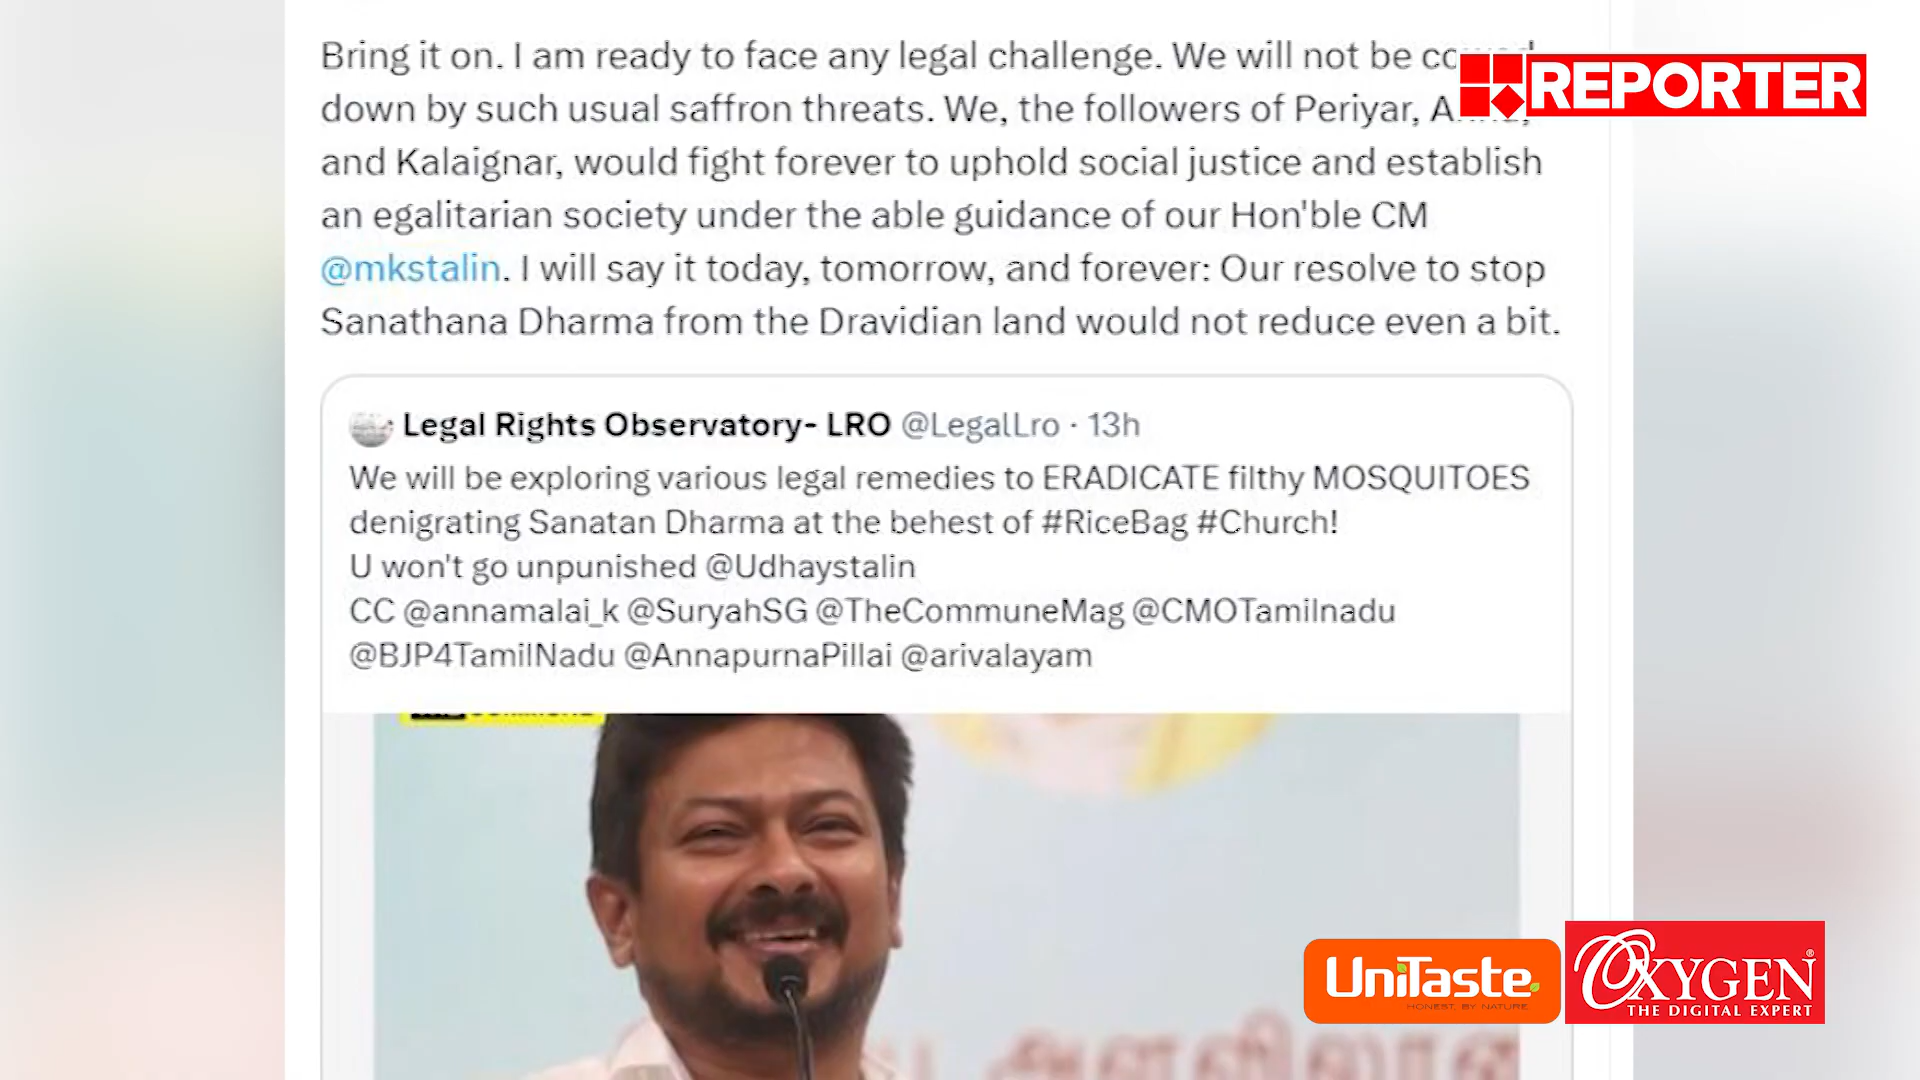 Bring it on. I am ready to face any legal challenge. We will not be
down by such usual saffron threats. We, the followers of Periyar,
and Kalaignar, would fight forever to uphold social justice and establish
an egalitarian society under the able guidance of our Hon'ble CM
@mkstalin. I will say it today, tomorrow, and forever: Our resolve to stop
Sanathana Dharma from the Dravidian land would not reduce even a bit.
REPORTER
Legal Rights Observatory- LRO @LegalLro · 13h
We will be exploring various legal remedies to ERADICATE filthy MOSQUITOES
denigrating Sanatan Dharma at the behest of #RiceBag #Church!
U won't go unpunished @Udhaystalin
CC @annamalai_k @SuryahSG @TheCommuneMag @CMOTamilnadu
@BJP4TamilNadu @AnnapurnaPillai @arivalayam
UniTaste
HONEST BY NATURE
OXYGEN®
THE DIGITAL EXPERT